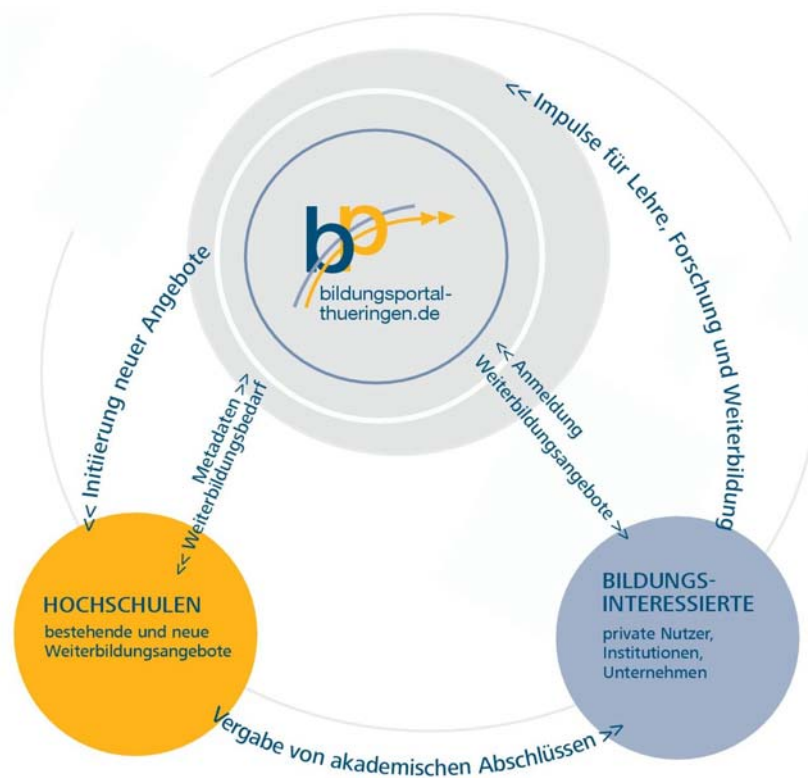 << Impulse für Lehre, Forschung und Weiterbildung
bp
bildungsportal-
thueringen.de
<< Initiierung neuer Angebote
Metadaten >>
<< Weiterbildungsbedarf
<< Anmeldung
Weiterbildungsangebote >>
HOCHSCHULEN
bestehende und neue
Weiterbildungsangebote
BILDUNGS-
INTERESSIERTE
private Nutzer,
Institutionen,
Unternehmen
Vergabe von akademischen Abschlüssen >>